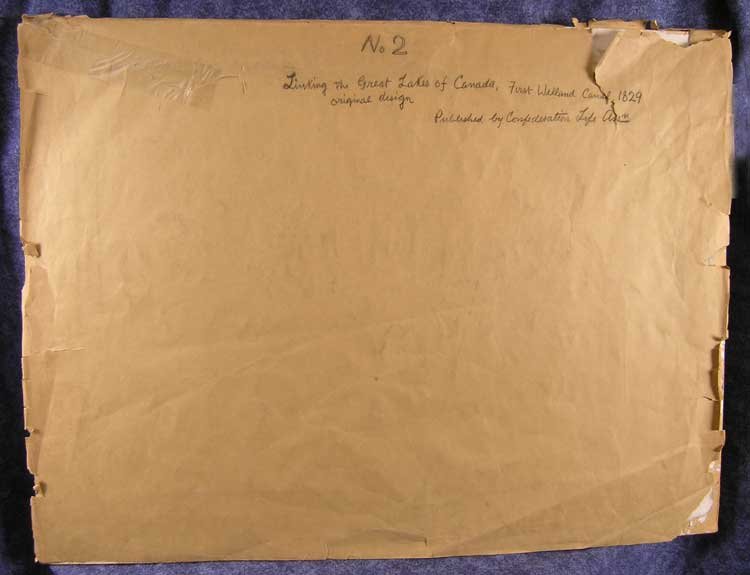 No 2
Linking the Great Lakes of Canada, First Welland Canal, 1829
original design
Published by Confederation Life Assn